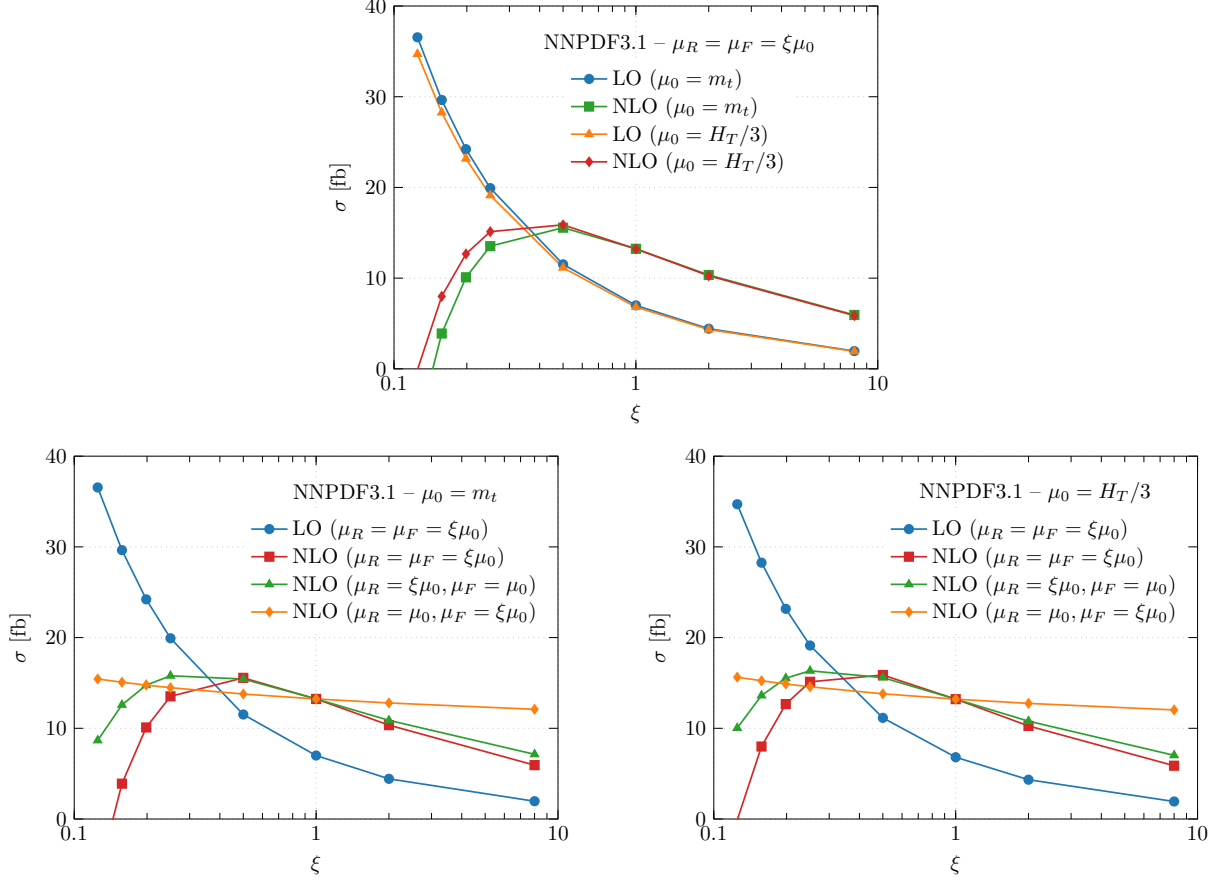 NNPDF3.1 – μ_R = μ_F = ξμ_0
LO (μ_0 = m_t)
NLO (μ_0 = m_t)
LO (μ_0 = H_T/3)
NLO (μ_0 = H_T/3)
σ [fb]
40
30
20
10
0
0.1 1 10
ξ
NNPDF3.1 – μ_0 = m_t
LO (μ_R = μ_F = ξμ_0)
NLO (μ_R = μ_F = ξμ_0)
NLO (μ_R = ξμ_0, μ_F = μ_0)
NLO (μ_R = μ_0, μ_F = ξμ_0)
σ [fb]
40
30
20
10
0
0.1 1 10
ξ
NNPDF3.1 – μ_0 = H_T/3
LO (μ_R = μ_F = ξμ_0)
NLO (μ_R = μ_F = ξμ_0)
NLO (μ_R = ξμ_0, μ_F = μ_0)
NLO (μ_R = μ_0, μ_F = ξμ_0)
σ [fb]
40
30
20
10
0
0.1 1 10
ξ